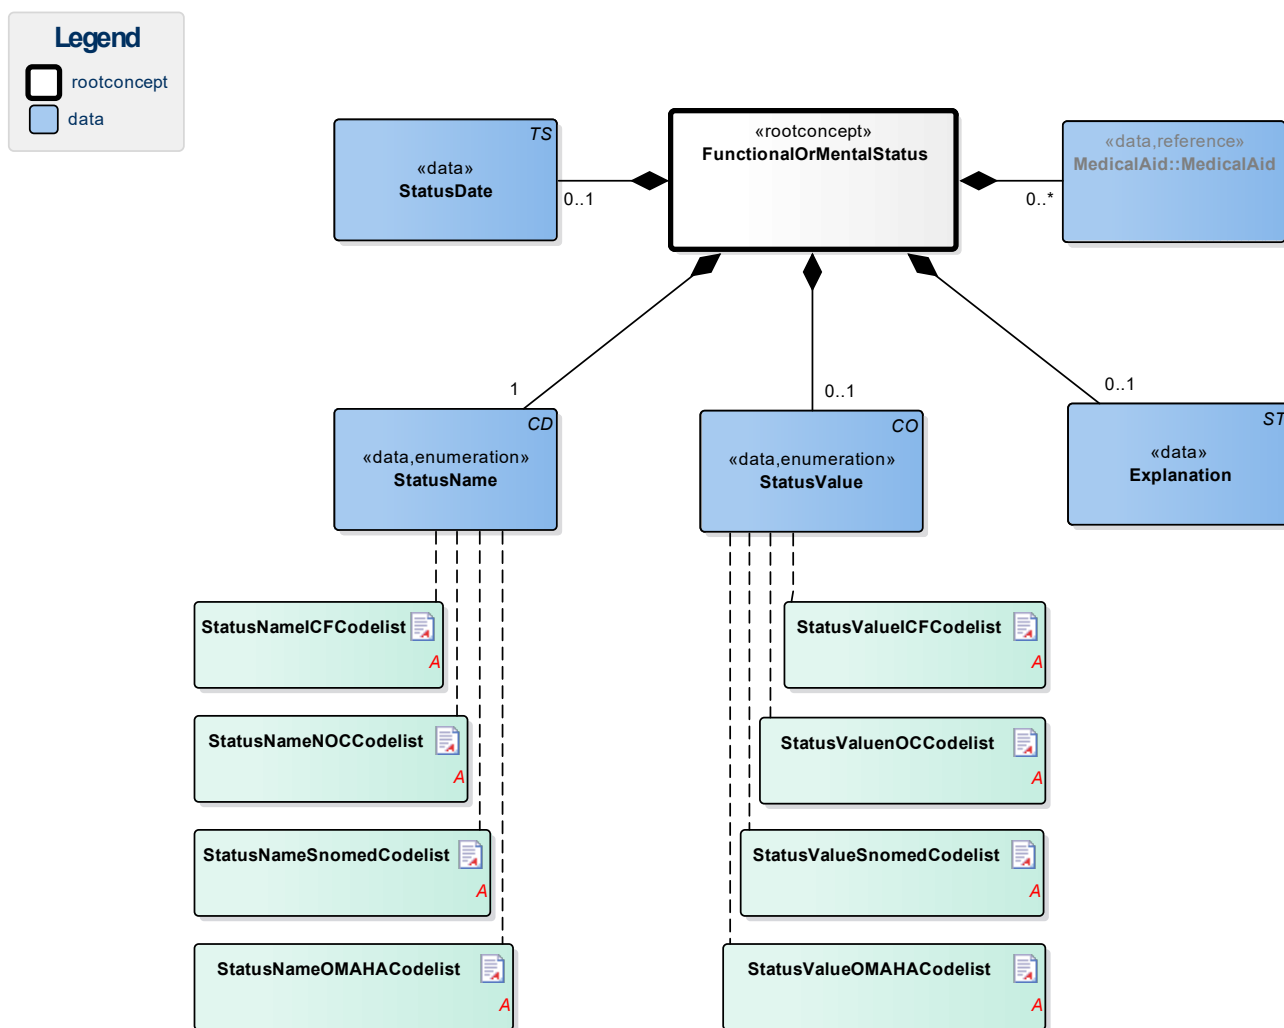 Legend
rootconcept
data
TS
«data»
StatusDate
0..1
«rootconcept»
FunctionalOrMentalStatus
0..*
«data,reference»
MedicalAid::MedicalAid
1
0..1
0..1
CD
«data,enumeration»
StatusName
CO
«data,enumeration»
StatusValue
ST
«data»
Explanation
StatusNameICFCodelist
A
StatusValueICFCodelist
A
StatusNameNOCCodelist
A
StatusValuenOCCodelist
A
StatusNameSnomedCodelist
A
StatusValueSnomedCodelist
A
StatusNameOMAHACodelist
A
StatusValueOMAHACodelist
A